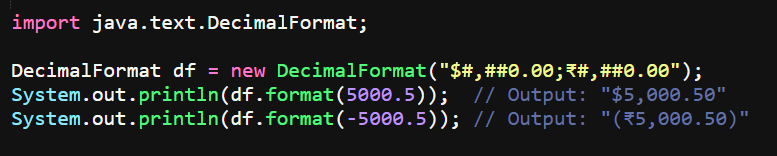 import java.text.DecimalFormat;
DecimalFormat df = new DecimalFormat("$#,##0.00;₹#,##0.00");
System.out.println(df.format(5000.5));  // Output: "$5,000.50"
System.out.println(df.format(-5000.5)); // Output: "(₹5,000.50)"